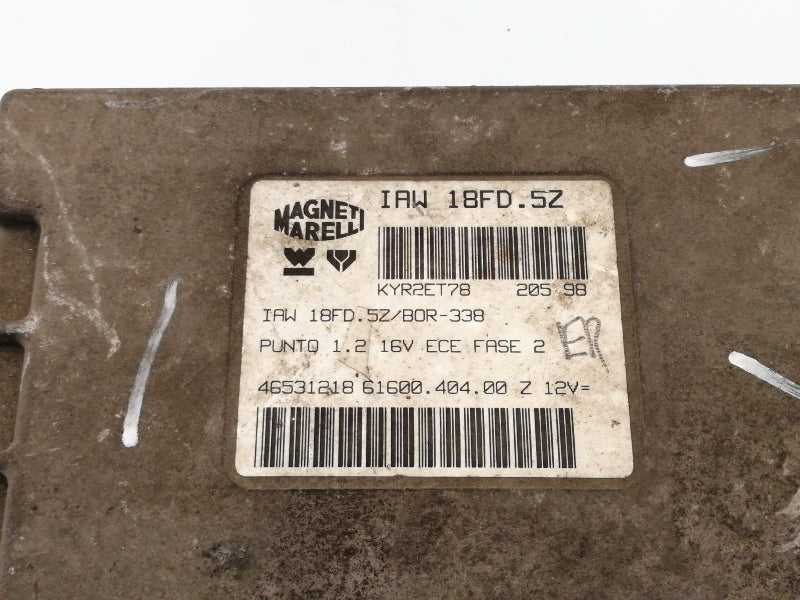 MAGNETI
MARELLI
IAW 18FD.5Z
KYR2ET78 205 98
IAW 18FD.5Z/BOR-338
PUNTO 1.2 16V ECE FASE 2
ER
46531218 61600.404.00 Z 12V=